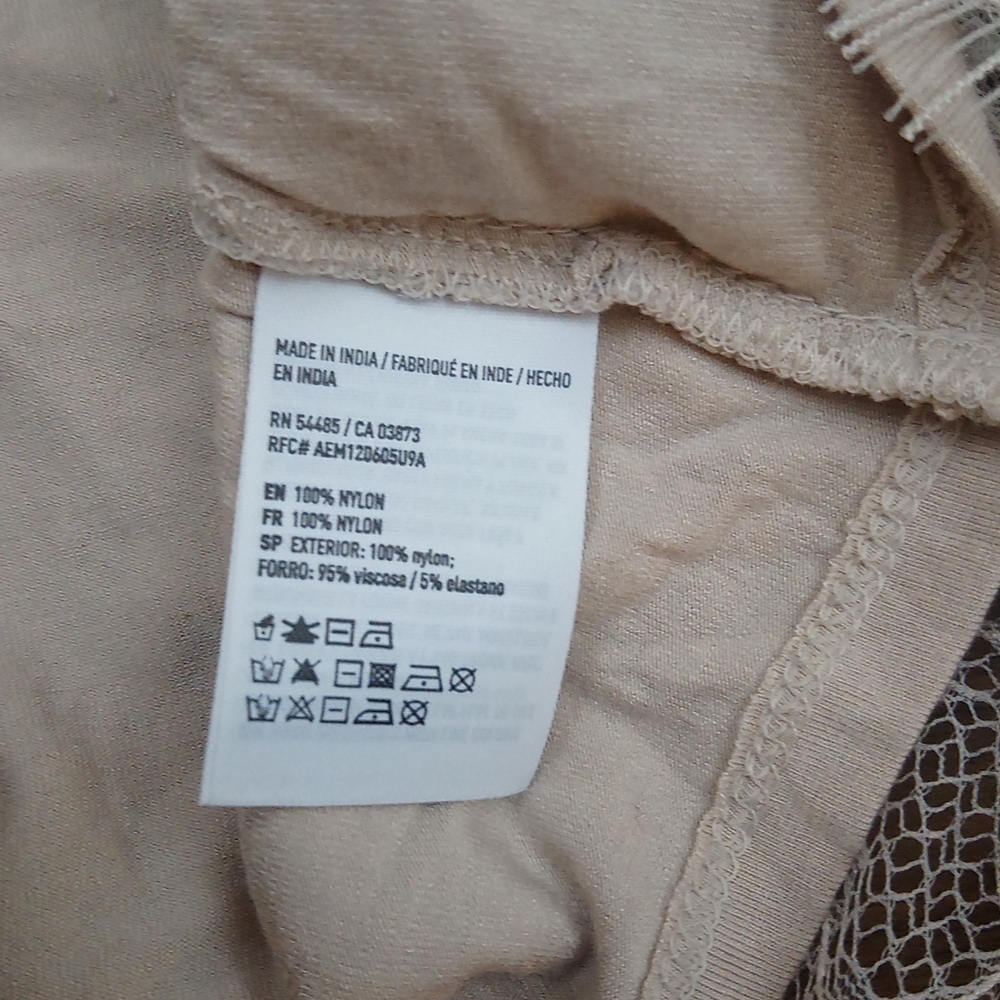 MADE IN INDIA / FABRIQUÉ EN INDE / HECHO
EN INDIA
RN 54485 / CA 03873
RFC# AEM120605U9A
EN 100% NYLON
FR 100% NYLON
SP EXTERIOR: 100% nylon;
FORRO: 95% viscosa / 5% elastano